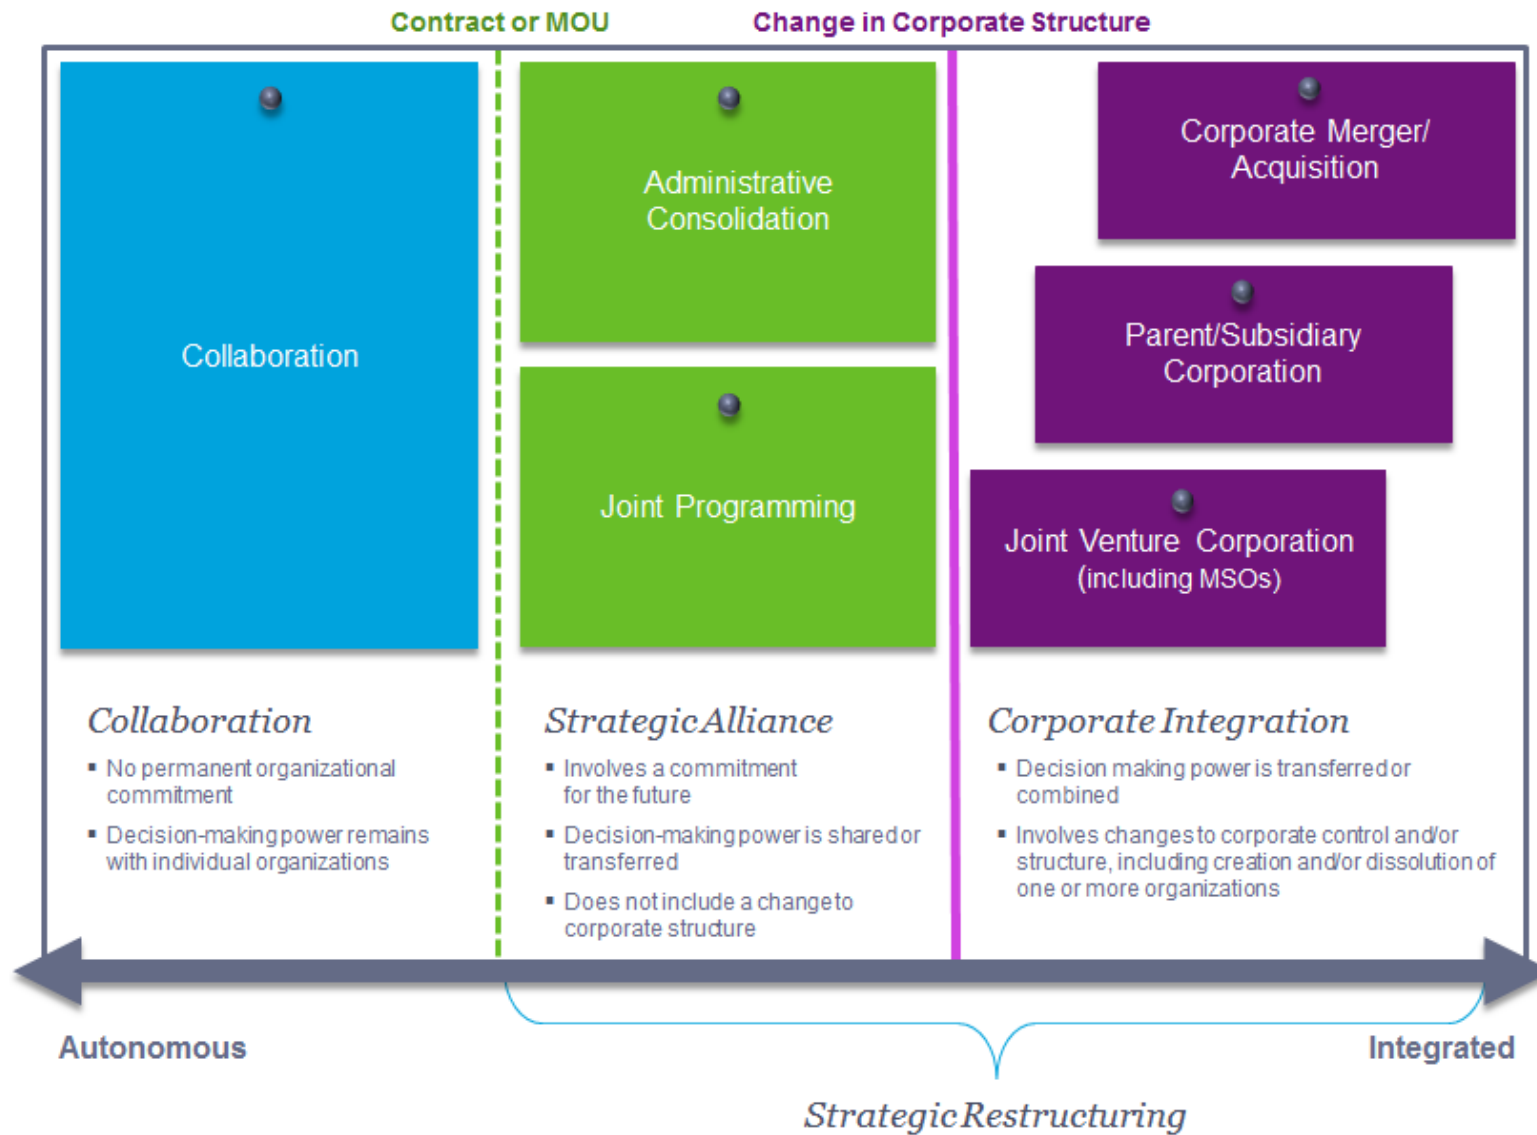 Contract or MOU
Change in Corporate Structure
Collaboration
Administrative
Consolidation
Joint Programming
Corporate Merger/
Acquisition
Parent/Subsidiary
Corporation
Joint Venture Corporation
(including MSOs)
Collaboration
▪ No permanent organizational
commitment
▪ Decision-making power remains
with individual organizations
Strategic Alliance
▪ Involves a commitment
for the future
▪ Decision-making power is shared or
transferred
▪ Does not include a change to
corporate structure
Corporate Integration
▪ Decision making power is transferred or
combined
▪ Involves changes to corporate control and/or
structure, including creation and/or dissolution of
one or more organizations
Autonomous
Integrated
Strategic Restructuring